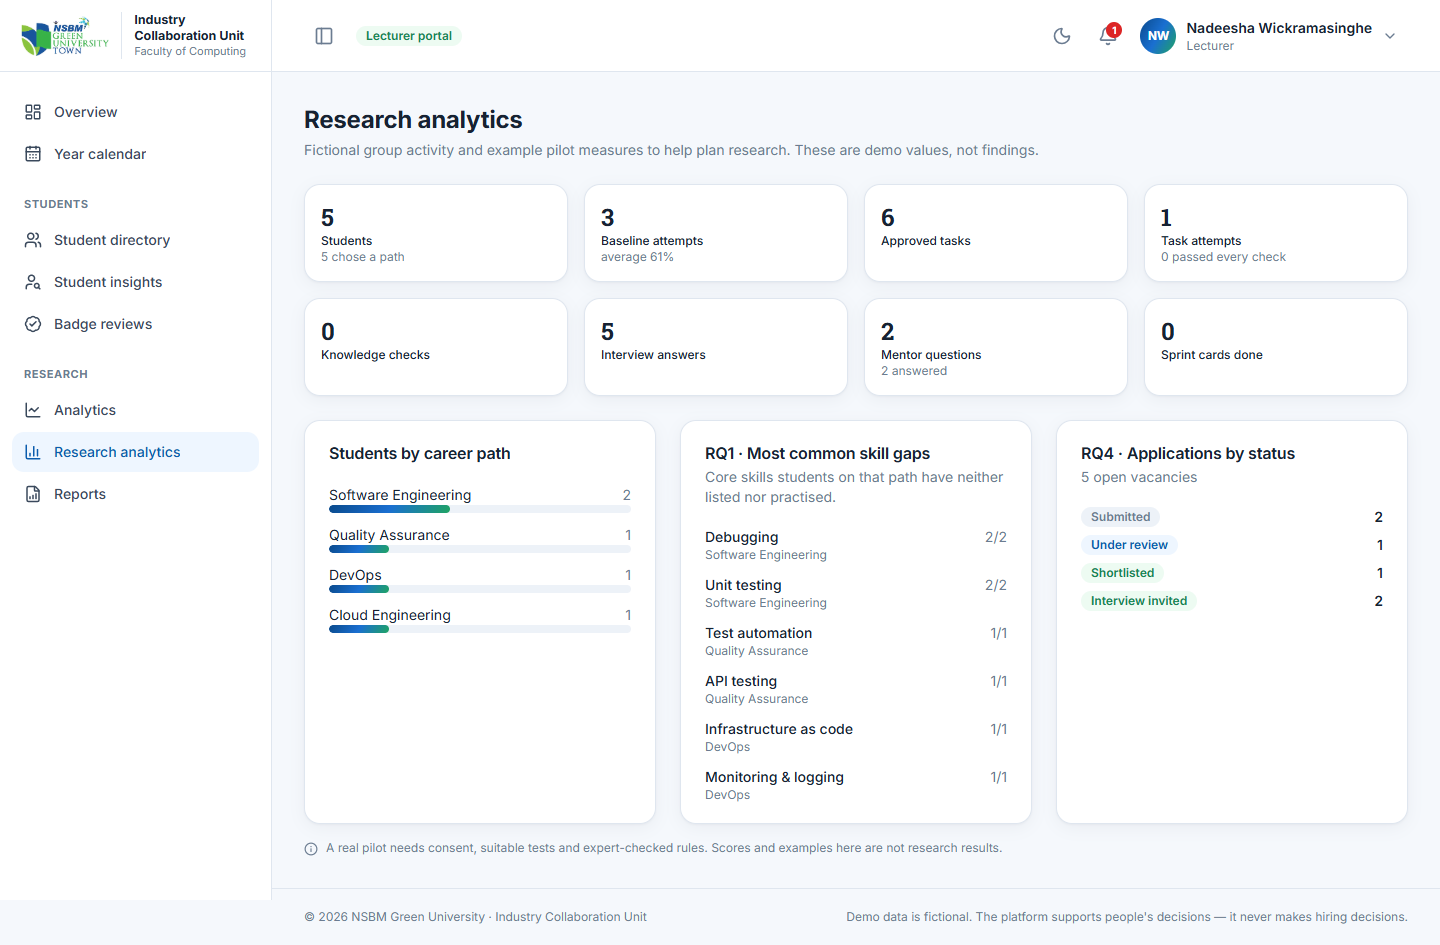 NSBM
GREEN
UNIVERSITY
TOWN
Industry
Collaboration Unit
Faculty of Computing
Lecturer portal
1
NW
Nadeesha Wickramasinghe
Lecturer
Overview
Year calendar
STUDENTS
Student directory
Student insights
Badge reviews
RESEARCH
Analytics
Research analytics
Reports
Research analytics
Fictional group activity and example pilot measures to help plan research. These are demo values, not findings.
5
Students
5 chose a path
3
Baseline attempts
average 61%
6
Approved tasks
1
Task attempts
0 passed every check
0
Knowledge checks
5
Interview answers
2
Mentor questions
2 answered
0
Sprint cards done
Students by career path
Software Engineering 2
Quality Assurance 1
DevOps 1
Cloud Engineering 1
RQ1 · Most common skill gaps
Core skills students on that path have neither
listed nor practised.
Debugging 2/2
Software Engineering
Unit testing 2/2
Software Engineering
Test automation 1/1
Quality Assurance
API testing 1/1
Quality Assurance
Infrastructure as code 1/1
DevOps
Monitoring & logging 1/1
DevOps
RQ4 · Applications by status
5 open vacancies
Submitted 2
Under review 1
Shortlisted 1
Interview invited 2
A real pilot needs consent, suitable tests and expert-checked rules. Scores and examples here are not research results.
© 2026 NSBM Green University · Industry Collaboration Unit
Demo data is fictional. The platform supports people's decisions — it never makes hiring decisions.